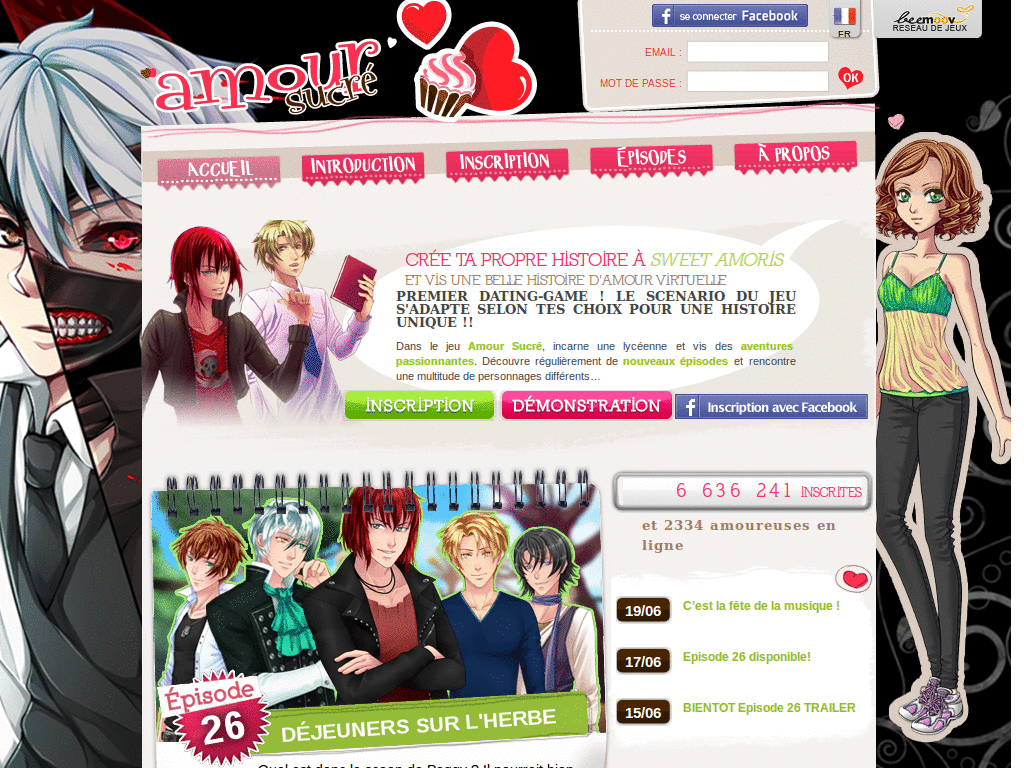 se connecter Facebook
FR
beemoov
RESEAU DE JEUX
EMAIL :
MOT DE PASSE :
OK
amour
sucré
ACCUEIL
INTRODUCTION
INSCRIPTION
ÉPISODES
À PROPOS
CRÉE TA PROPRE HISTOIRE À SWEET AMORIS
ET VIS UNE BELLE HISTOIRE D'AMOUR VIRTUELLE
PREMIER DATING-GAME ! LE SCENARIO DU JEU
S'ADAPTE SELON TES CHOIX POUR UNE HISTOIRE
UNIQUE !!
Dans le jeu Amour Sucré, incarne une lycéenne et vis des aventures
passionnantes. Découvre régulièrement de nouveaux épisodes et rencontre
une multitude de personnages différents…
INSCRIPTION
DÉMONSTRATION
Inscription avec Facebook
6 636 241 INSCRITES
et 2334 amoureuses en
ligne
19/06
C'est la fête de la musique !
17/06
Episode 26 disponible!
15/06
BIENTOT Episode 26 TRAILER
Épisode
26
DÉJEUNERS SUR L'HERBE